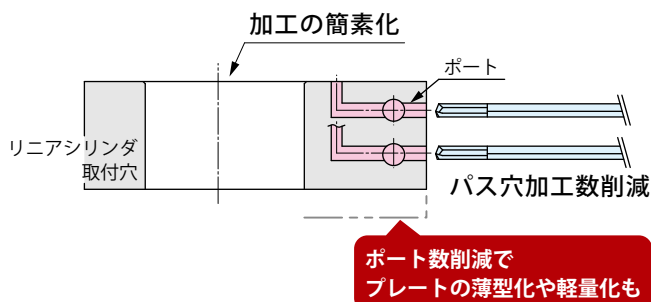 加工の簡素化
ポート
リニアシリンダ
取付穴
パス穴加工数削減
ポート数削減で
プレートの薄型化や軽量化も